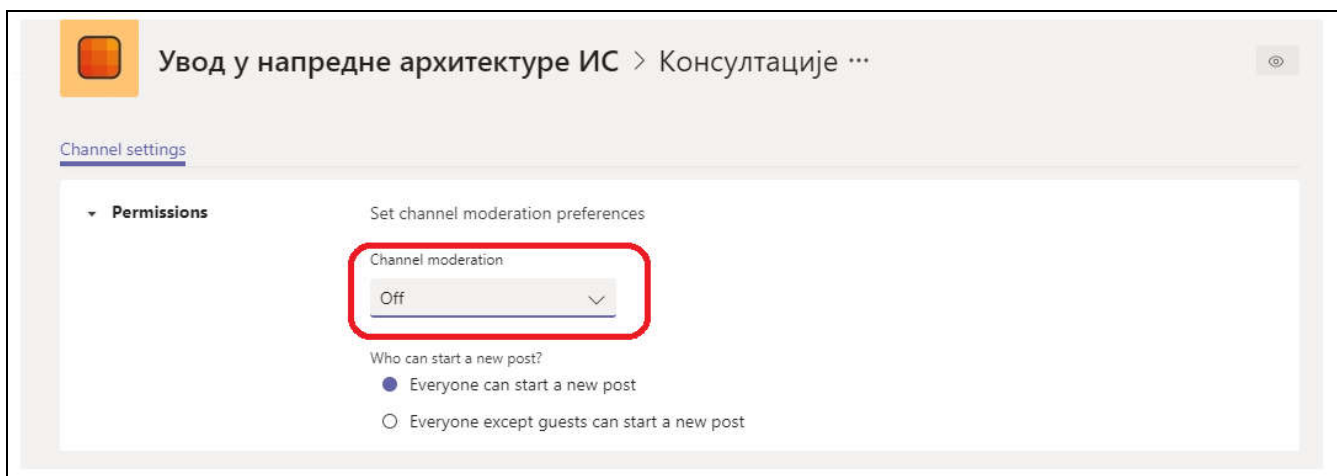 Увод у напредне архитектуре ИС > Консултације ...
Channel settings
Permissions
Set channel moderation preferences
Channel moderation
Off
Who can start a new post?
Everyone can start a new post
Everyone except guests can start a new post